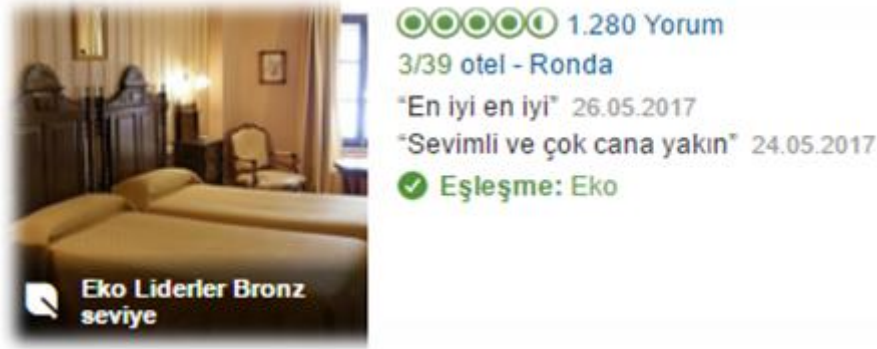 1.280 Yorum
3/39 otel - Ronda
“En iyi en iyi” 26.05.2017
“Sevimli ve çok cana yakın” 24.05.2017
Eşleşme: Eko
Eko Liderler Bronz
seviye